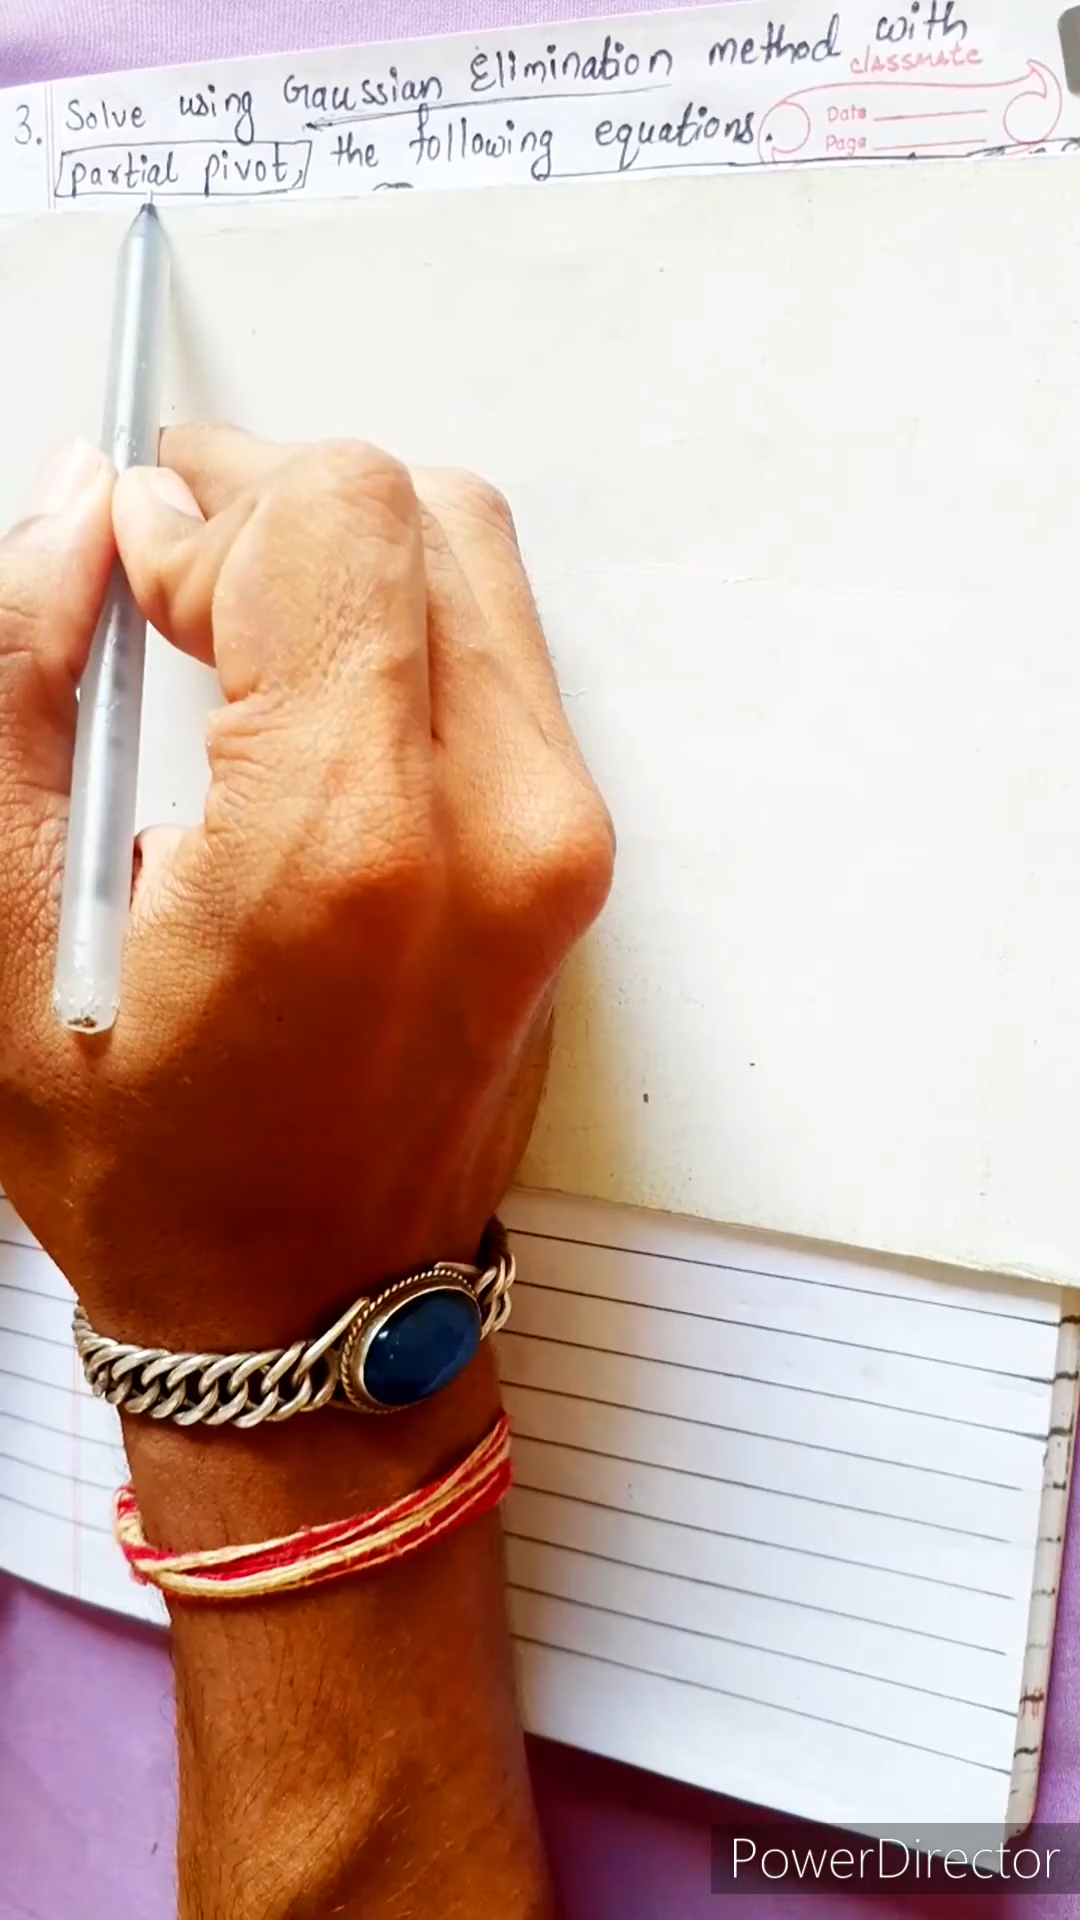 3. Solve using Gaussian Elimination method with
classmate
partial pivot, the following equations.
Date
Page
PowerDirector